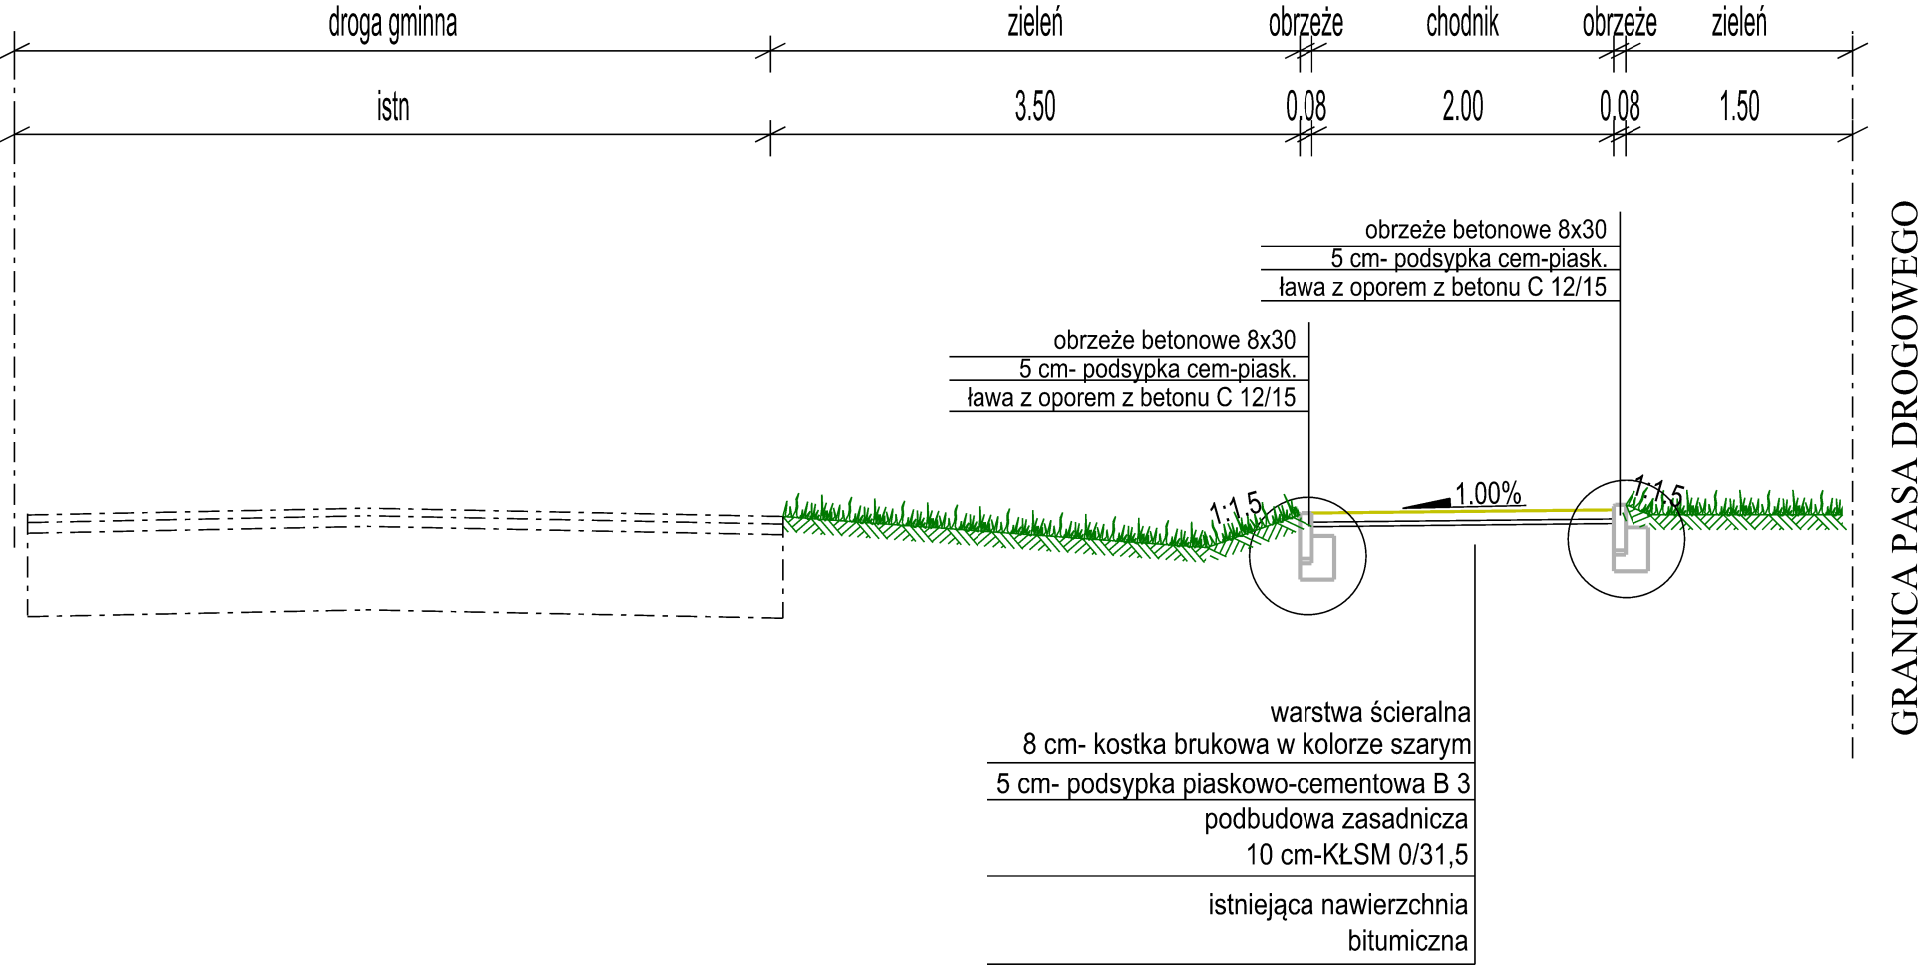 droga gminna zieleń obrzeże chodnik obrzeże zieleń
istn 3.50 0.08 2.00 0.08 1.50
obrzeże betonowe 8x30
5 cm- podsypka cem-piask.
ława z oporem z betonu C 12/15
obrzeże betonowe 8x30
5 cm- podsypka cem-piask.
ława z oporem z betonu C 12/15
1:1,5 1.00% 1:1,5
warstwa ścieralna
8 cm- kostka brukowa w kolorze szarym
5 cm- podsypka piaskowo-cementowa B 3
podbudowa zasadnicza
10 cm-KŁSM 0/31,5
istniejąca nawierzchnia
bitumiczna
GRANICA PASA DROGOWEGO